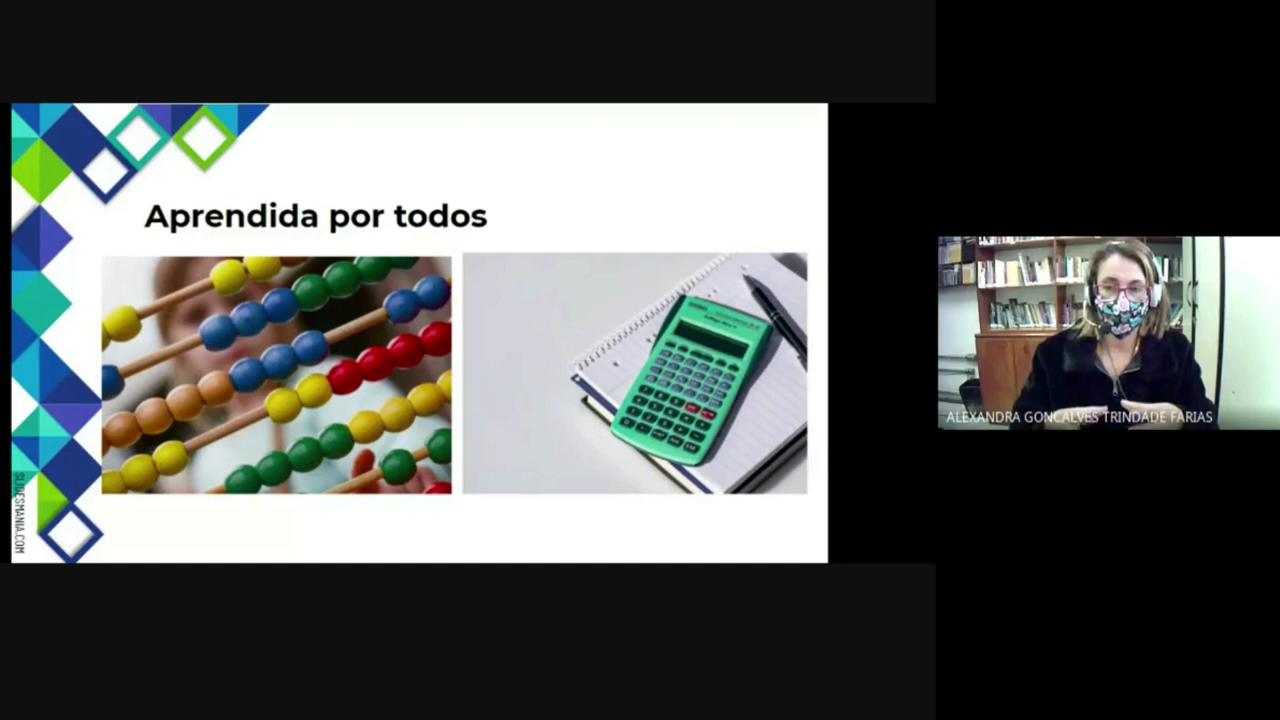 Aprendida por todos
SLIDESMANIA.COM
ALEXANDRA GONCALVES TRINDADE FARIAS